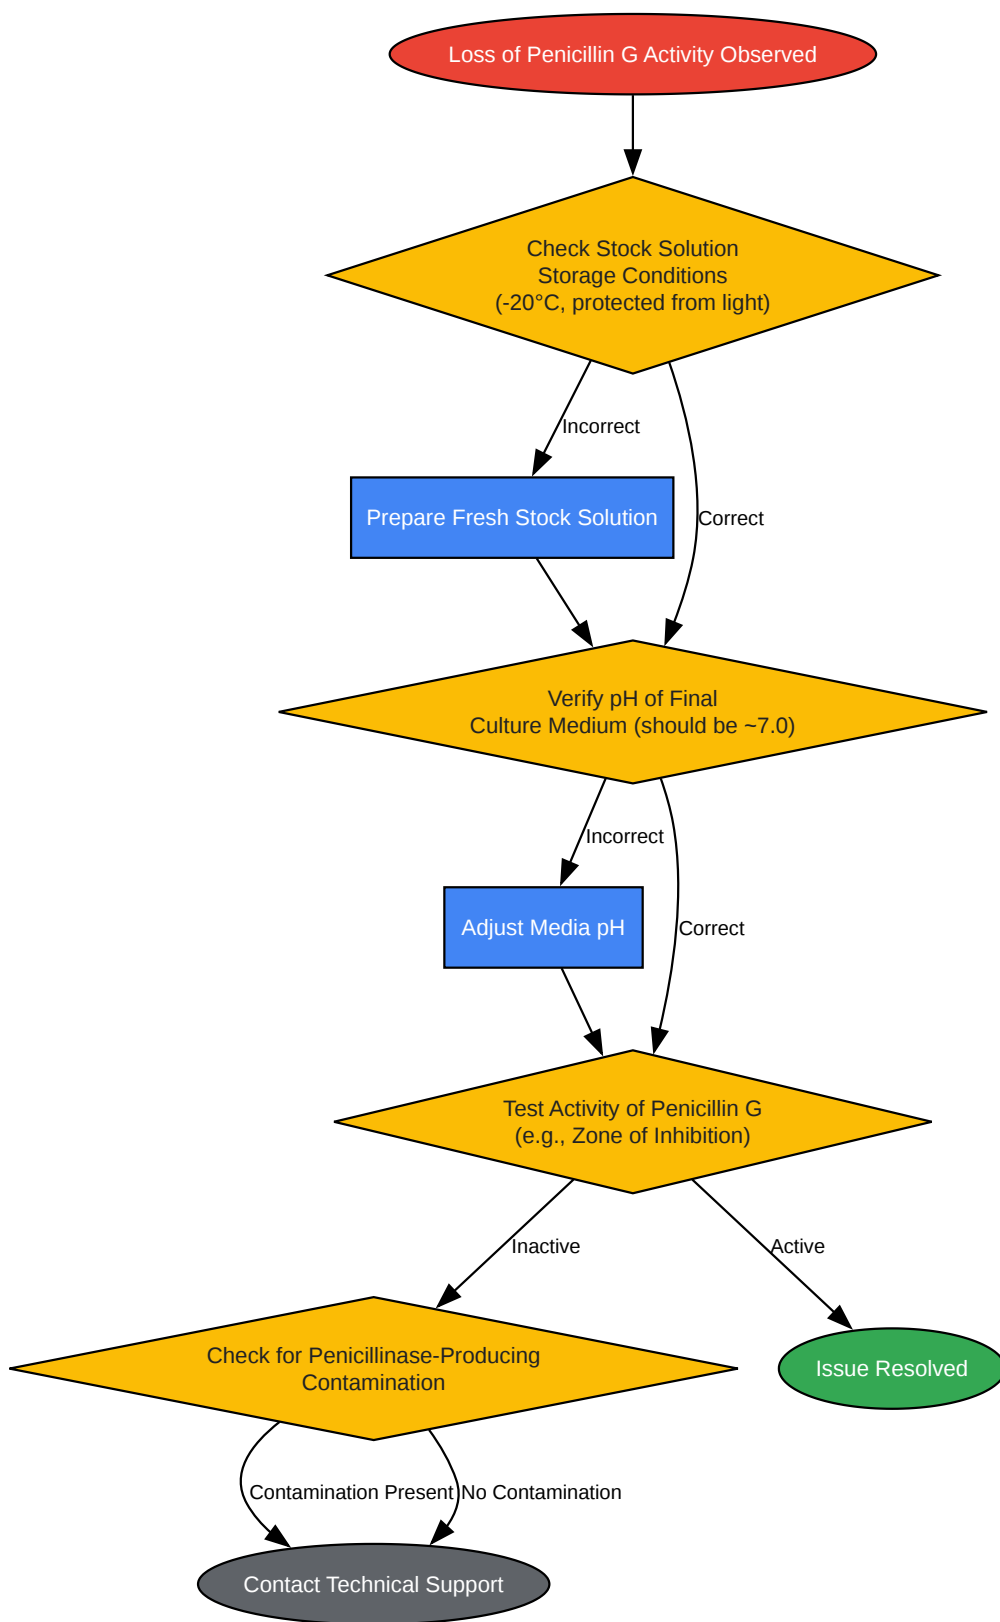 Loss of Penicillin G Activity Observed
Check Stock Solution
Storage Conditions
(-20°C, protected from light)
Incorrect
Prepare Fresh Stock Solution
Correct
Verify pH of Final
Culture Medium (should be ~7.0)
Incorrect
Adjust Media pH
Correct
Test Activity of Penicillin G
(e.g., Zone of Inhibition)
Inactive
Active
Check for Penicillinase-Producing
Contamination
Issue Resolved
Contamination Present
No Contamination
Contact Technical Support